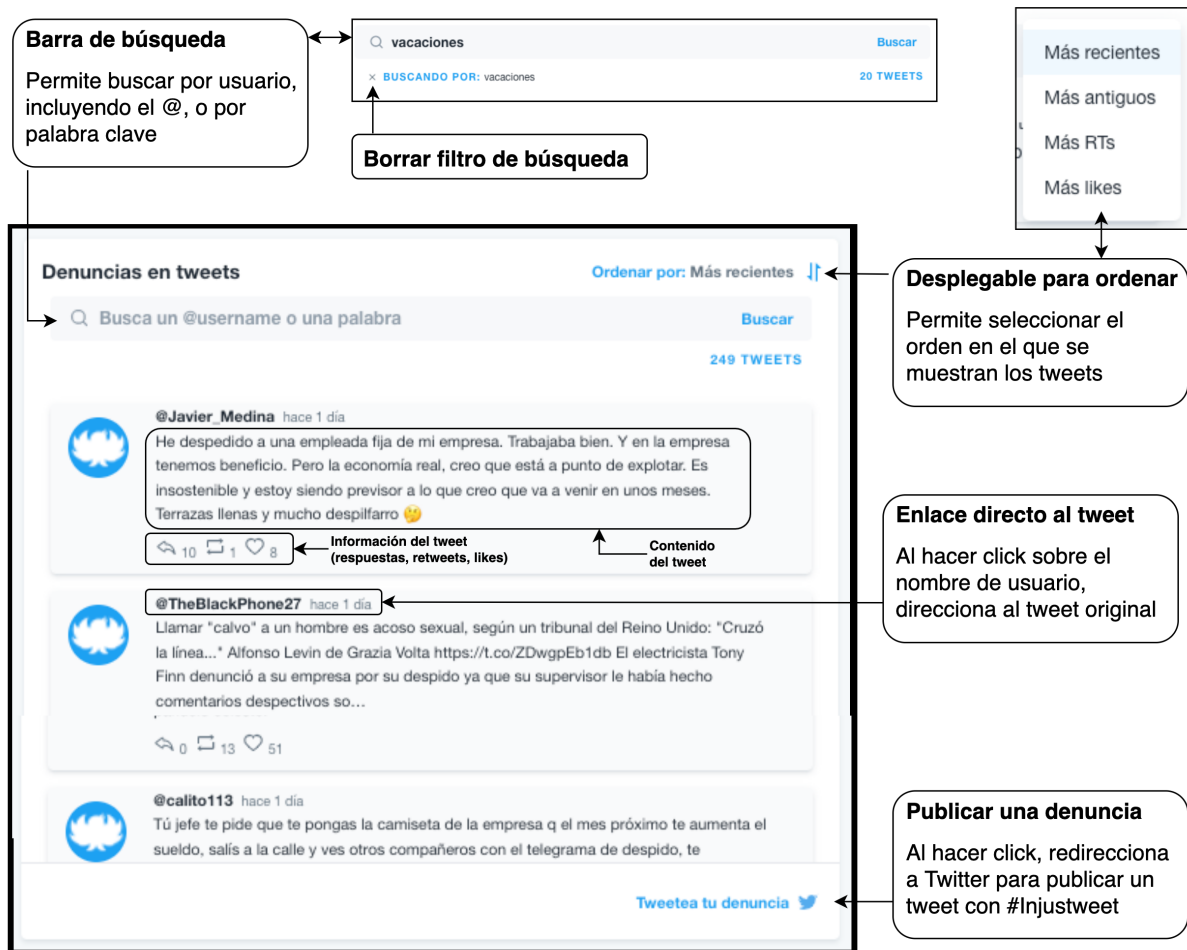 Barra de búsqueda
Permite buscar por usuario,
incluyendo el @, o por
palabra clave
vacaciones
Buscar
× BUSCANDO POR: vacaciones
20 TWEETS
Borrar filtro de búsqueda
Más recientes
Más antiguos
Más RTs
Más likes
Desplegable para ordenar
Permite seleccionar el
orden en el que se
muestran los tweets
Denuncias en tweets
Ordenar por: Más recientes
Busca un @username o una palabra
Buscar
249 TWEETS
@Javier_Medina hace 1 día
He despedido a una empleada fija de mi empresa. Trabajaba bien. Y en la empresa
tenemos beneficio. Pero la economía real, creo que está a punto de explotar. Es
insostenible y estoy siendo previsor a lo que creo que va a venir en unos meses.
Terrazas llenas y mucho despilfarro 🤔
10 1 8
Información del tweet
(respuestas, retweets, likes)
Contenido
del tweet
Enlace directo al tweet
Al hacer click sobre el
nombre de usuario,
direcciona al tweet original
@TheBlackPhone27 hace 1 día
Llamar "calvo" a un hombre es acoso sexual, según un tribunal del Reino Unido: "Cruzó
la línea..." Alfonso Levin de Grazia Volta https://t.co/ZDwgpEb1db El electricista Tony
Finn denunció a su empresa por su despido ya que su supervisor le había hecho
comentarios despectivos so…
0 13 51
@calito113 hace 1 día
Tú jefe te pide que te pongas la camiseta de la empresa q el mes próximo te aumenta el
sueldo, salís a la calle y ves otros compañeros con el telegrama de despido, te
Tweetea tu denuncia
Publicar una denuncia
Al hacer click, redirecciona
a Twitter para publicar un
tweet con #Injustweet